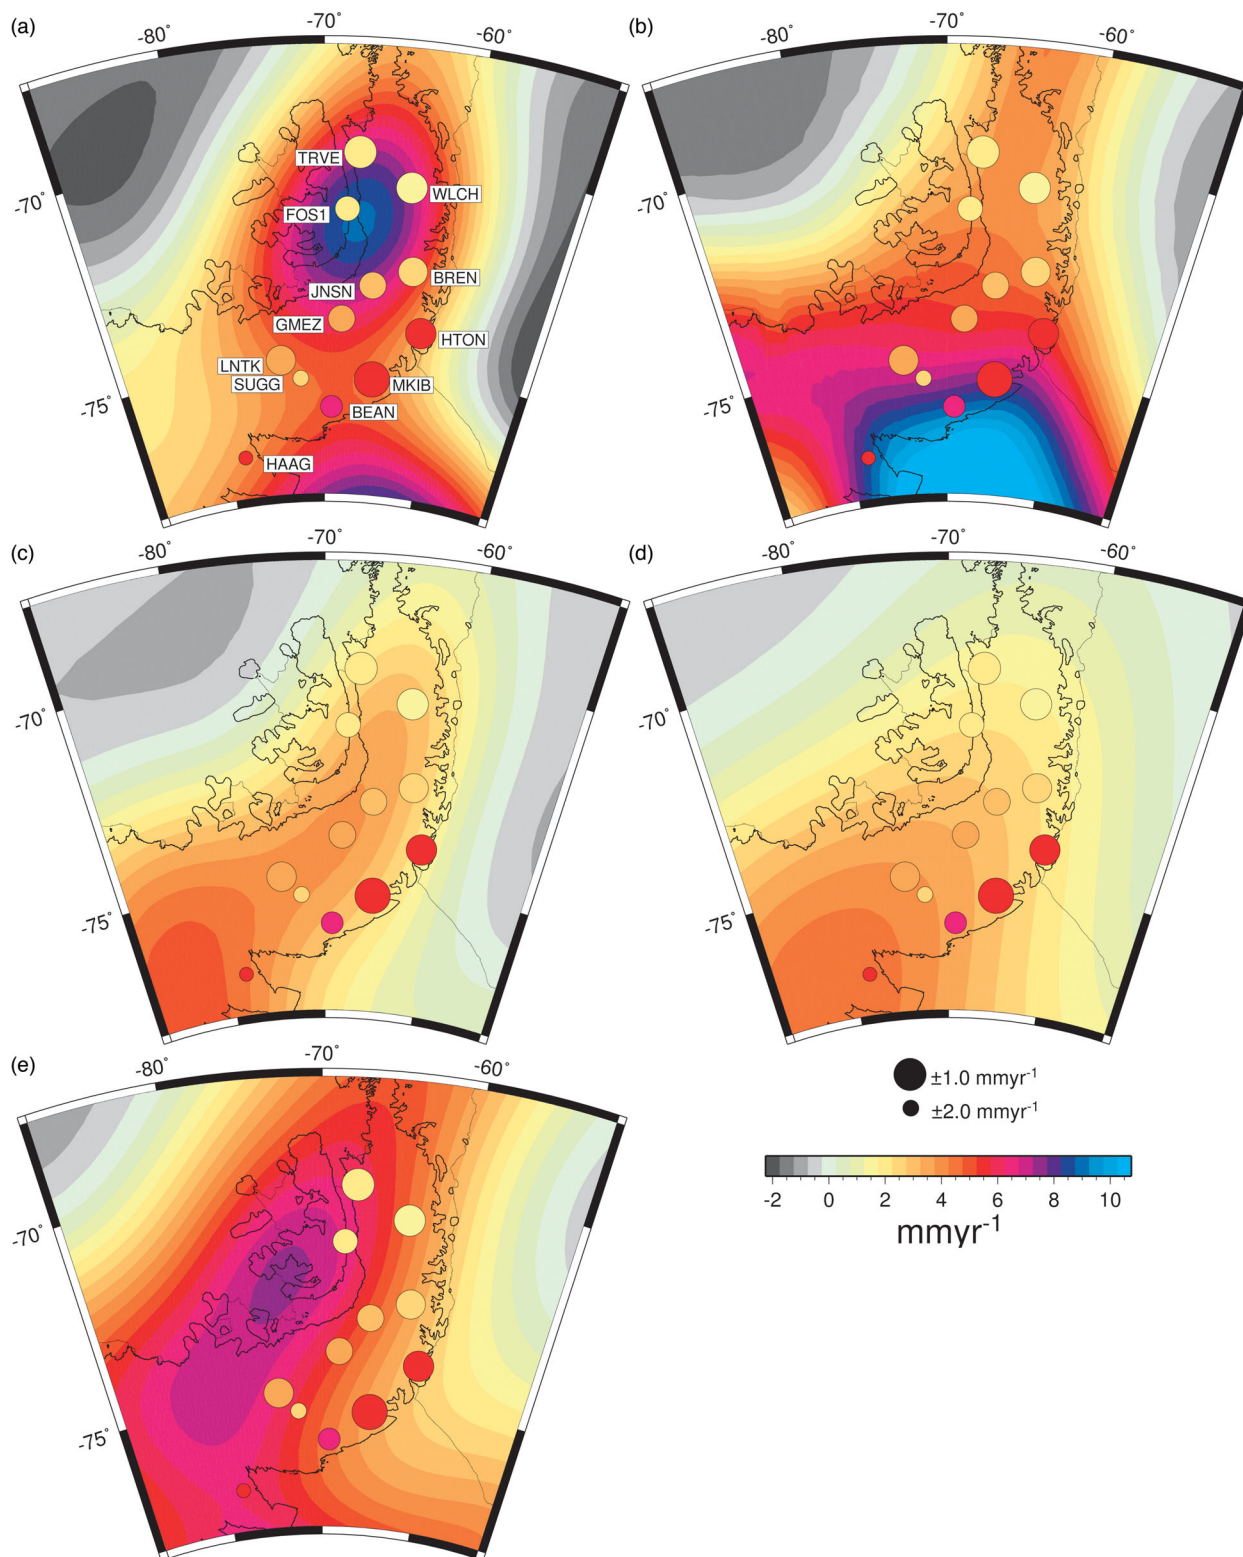 (a)
-80°
-70°
-60°
-70°
-75°
TRVE
WLCH
FOS1
BREN
JNSN
GMEZ
HTON
LNTK
SUGG
MKIB
BEAN
HAAG
(b)
-80°
-70°
-60°
-70°
-75°
(c)
-80°
-70°
-60°
-70°
-75°
(d)
-80°
-70°
-60°
-70°
-75°
(e)
-80°
-70°
-60°
-70°
-75°
±1.0 mmyr⁻¹
±2.0 mmyr⁻¹
-2 0 2 4 6 8 10
mmyr⁻¹